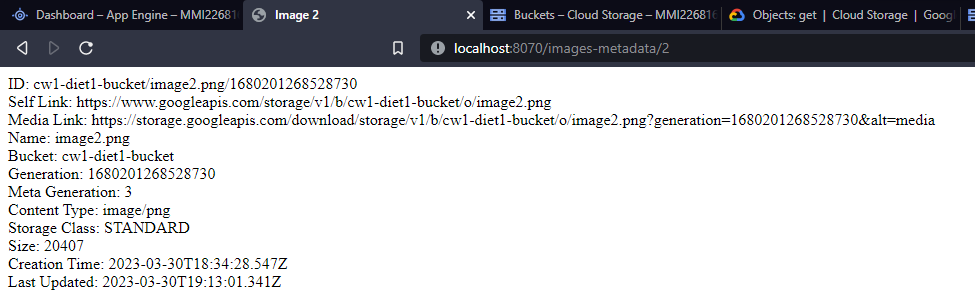 Dashboard – App Engine – MMI22681
Image 2
Buckets – Cloud Storage – MMI22681
Objects: get | Cloud Storage | Goog
localhost:8070/images-metadata/2
ID: cw1-diet1-bucket/image2.png/1680201268528730
Self Link: https://www.googleapis.com/storage/v1/b/cw1-diet1-bucket/o/image2.png
Media Link: https://storage.googleapis.com/download/storage/v1/b/cw1-diet1-bucket/o/image2.png?generation=1680201268528730&alt=media
Name: image2.png
Bucket: cw1-diet1-bucket
Generation: 1680201268528730
Meta Generation: 3
Content Type: image/png
Storage Class: STANDARD
Size: 20407
Creation Time: 2023-03-30T18:34:28.547Z
Last Updated: 2023-03-30T19:13:01.341Z